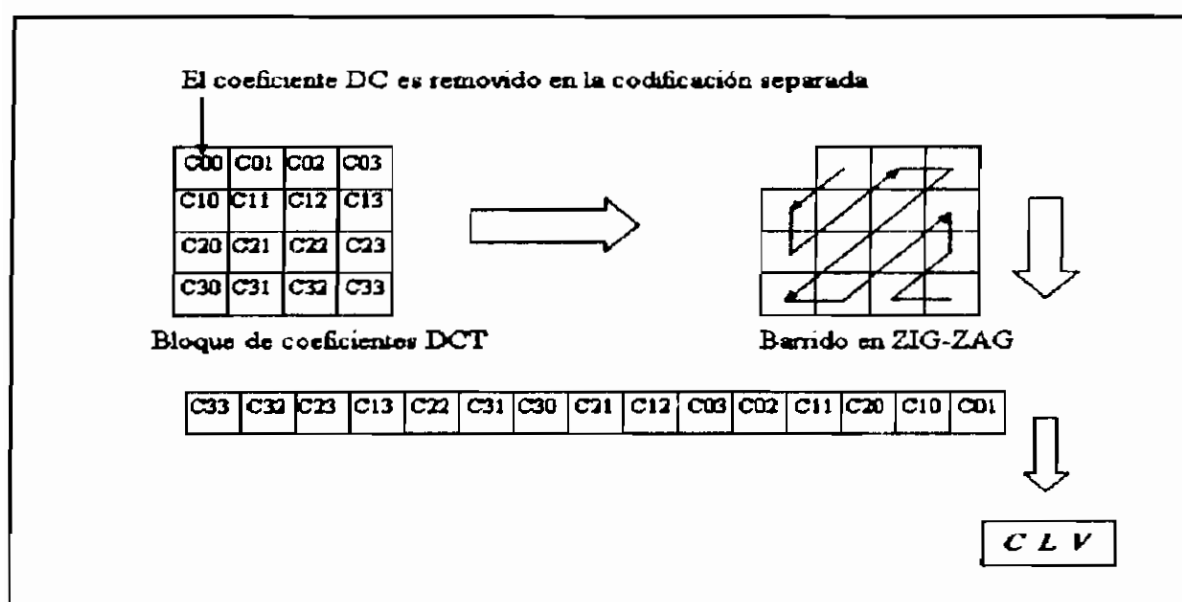 El coeficiente DC es removido en la codificación separada
C00 C01 C02 C03
C10 C11 C12 C13
C20 C21 C22 C23
C30 C31 C32 C33
Bloque de coeficientes DCT
Barrido en ZIG-ZAG
C33 C32 C23 C13 C22 C31 C30 C21 C12 C03 C02 C11 C20 C10 C01
C L V